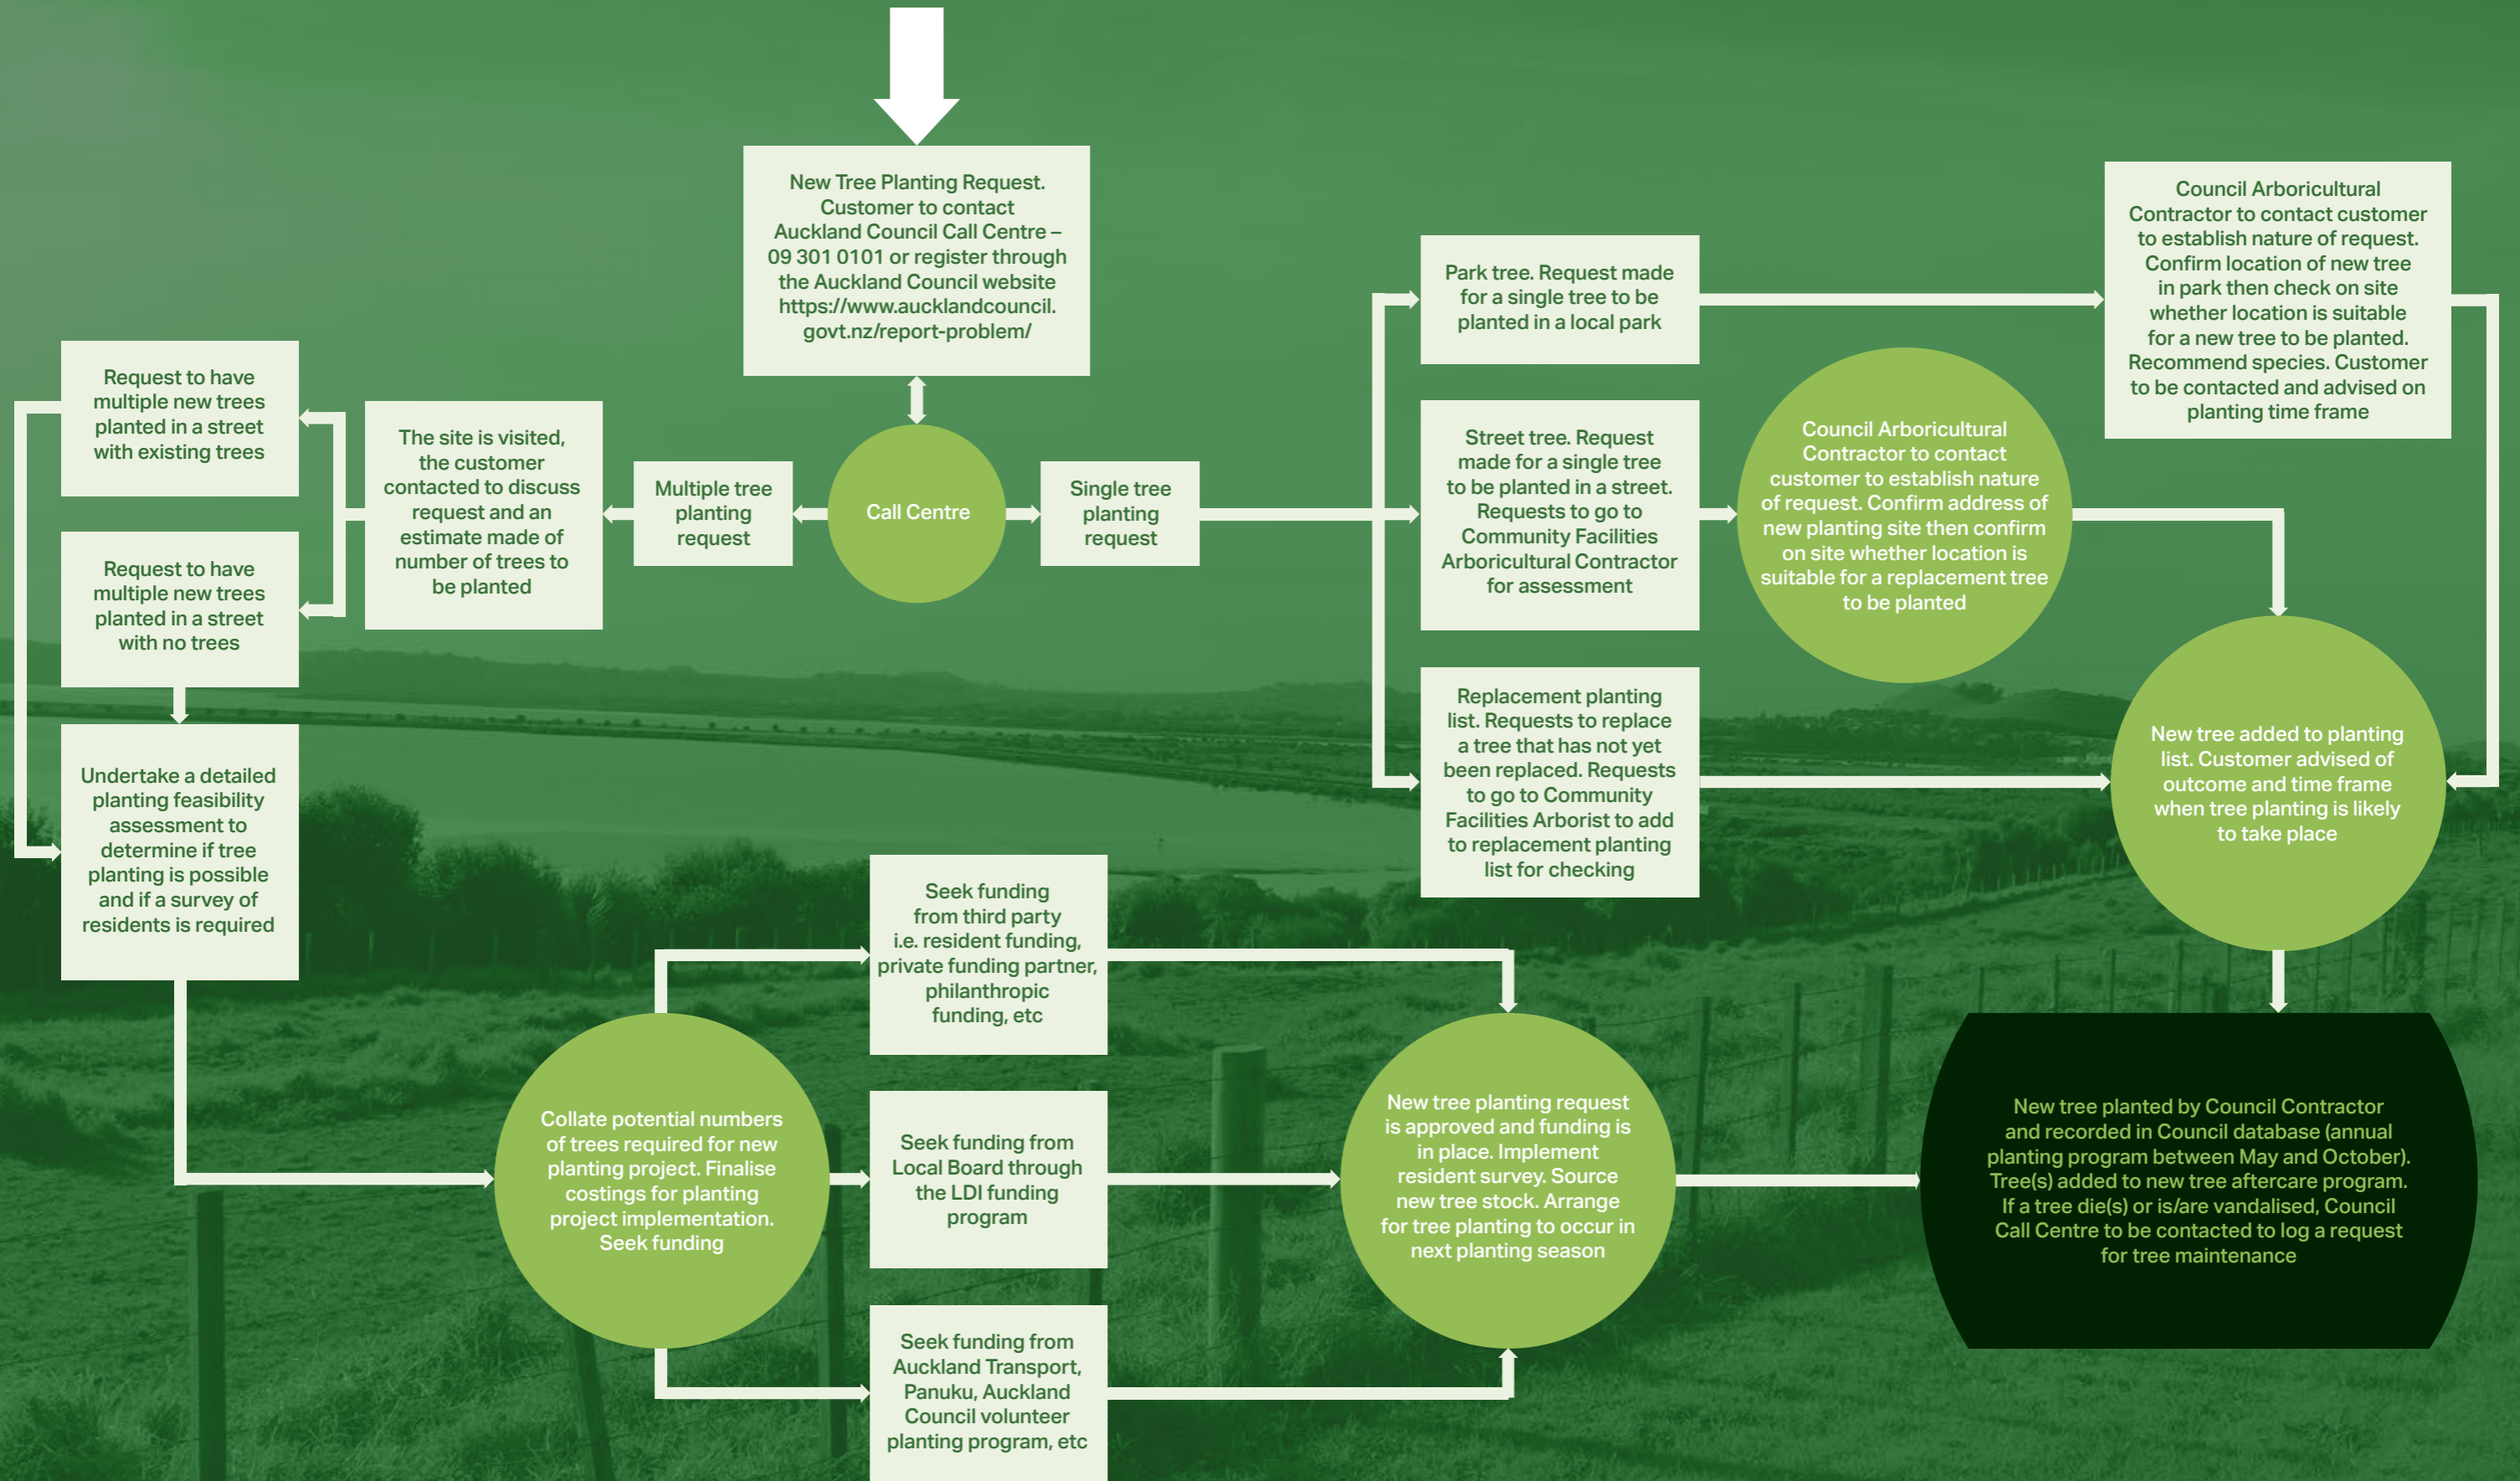 New Tree Planting Request.
Customer to contact
Auckland Council Call Centre –
09 301 0101 or register through
the Auckland Council website
https://www.aucklandcouncil.
govt.nz/report-problem/
Call Centre
Multiple tree
planting
request
The site is visited,
the customer
contacted to discuss
request and an
estimate made of
number of trees to
be planted
Request to have
multiple new trees
planted in a street
with existing trees
Request to have
multiple new trees
planted in a street
with no trees
Undertake a detailed
planting feasibility
assessment to
determine if tree
planting is possible
and if a survey of
residents is required
Collate potential numbers
of trees required for new
planting project. Finalise
costings for planting
project implementation.
Seek funding
Seek funding
from third party
i.e. resident funding,
private funding partner,
philanthropic
funding, etc
Seek funding from
Local Board through
the LDI funding
program
Seek funding from
Auckland Transport,
Panuku, Auckland
Council volunteer
planting program, etc
New tree planting request
is approved and funding is
in place. Implement
resident survey. Source
new tree stock. Arrange
for tree planting to occur in
next planting season
Single tree
planting
request
Park tree. Request made
for a single tree to be
planted in a local park
Council Arboricultural
Contractor to contact customer
to establish nature of request.
Confirm location of new tree
in park then check on site
whether location is suitable
for a new tree to be planted.
Recommend species. Customer
to be contacted and advised on
planting time frame
Street tree. Request
made for a single tree
to be planted in a street.
Requests to go to
Community Facilities
Arboricultural Contractor
for assessment
Council Arboricultural
Contractor to contact
customer to establish nature
of request. Confirm address of
new planting site then confirm
on site whether location is
suitable for a replacement tree
to be planted
Replacement planting
list. Requests to replace
a tree that has not yet
been replaced. Requests
to go to Community
Facilities Arborist to add
to replacement planting
list for checking
New tree added to planting
list. Customer advised of
outcome and time frame
when tree planting is likely
to take place
New tree planted by Council Contractor
and recorded in Council database (annual
planting program between May and October).
Tree(s) added to new tree aftercare program.
If a tree die(s) or is/are vandalised, Council
Call Centre to be contacted to log a request
for tree maintenance